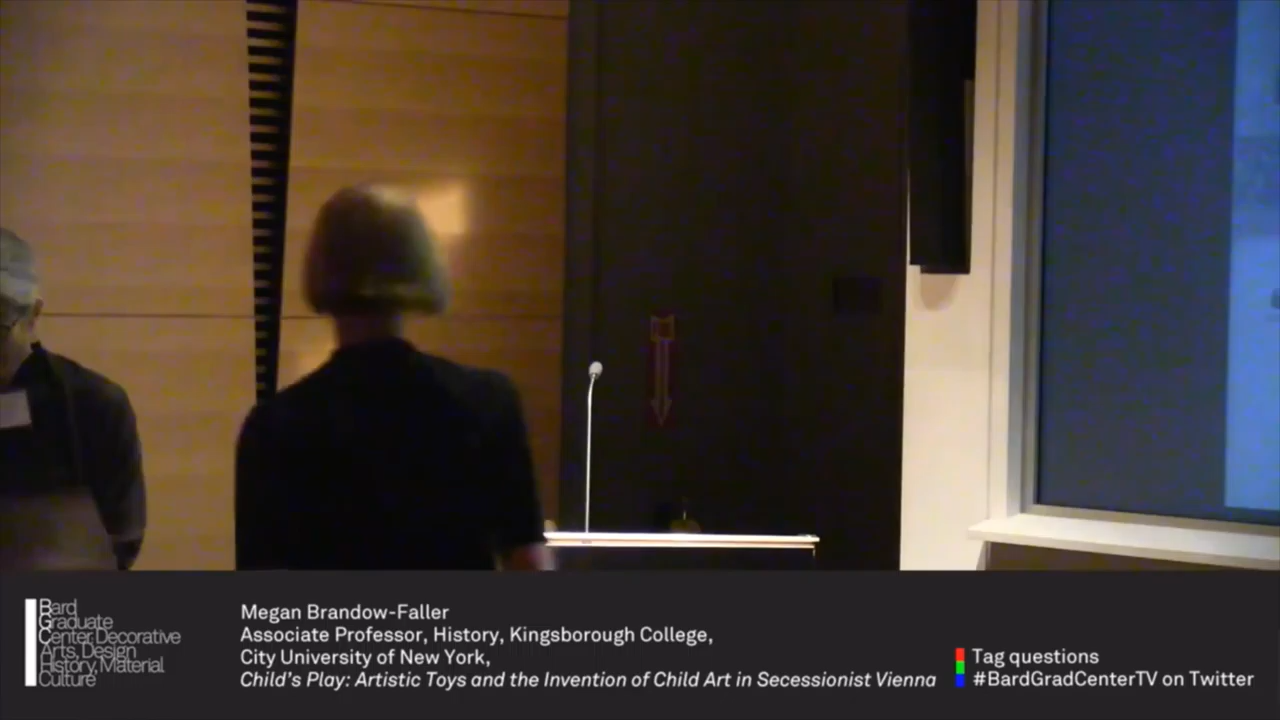 Bard
Graduate
Center Decorative
Arts, Design
History, Material
Culture
Megan Brandow-Faller
Associate Professor, History, Kingsborough College,
City University of New York,
Child's Play: Artistic Toys and the Invention of Child Art in Secessionist Vienna
Tag questions
#BardGradCenterTV on Twitter